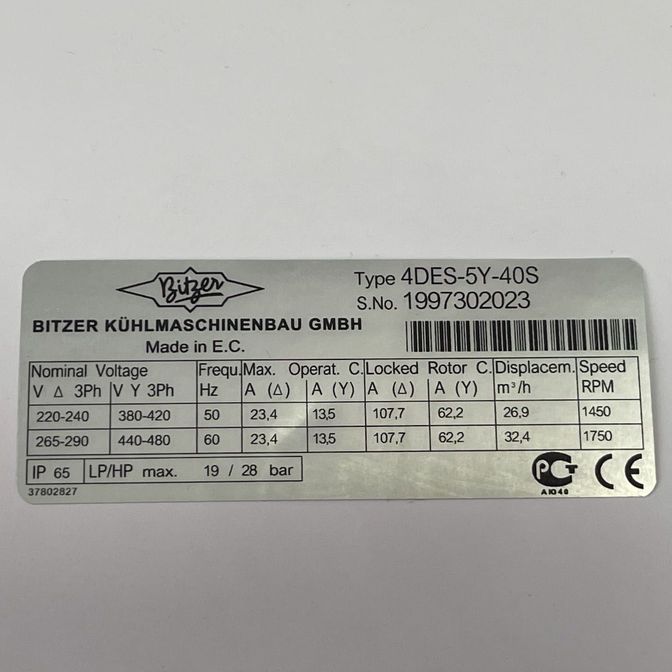 Bitzer
Type 4DES-5Y-40S
S.No. 1997302023
BITZER KÜHLMASCHINENBAU GMBH
Made in E.C.
Nominal Voltage Frequ. Max. Operat. C. Locked Rotor C. Displacem. Speed
V Δ 3Ph V Y 3Ph Hz A (Δ) A (Y) A (Δ) A (Y) m³/h RPM
220-240 380-420 50 23,4 13,5 107,7 62,2 26,9 1450
265-290 440-480 60 23,4 13,5 107,7 62,2 32,4 1750
IP 65 LP/HP max. 19 / 28 bar
РСТ
АЮ40
CE
37802827